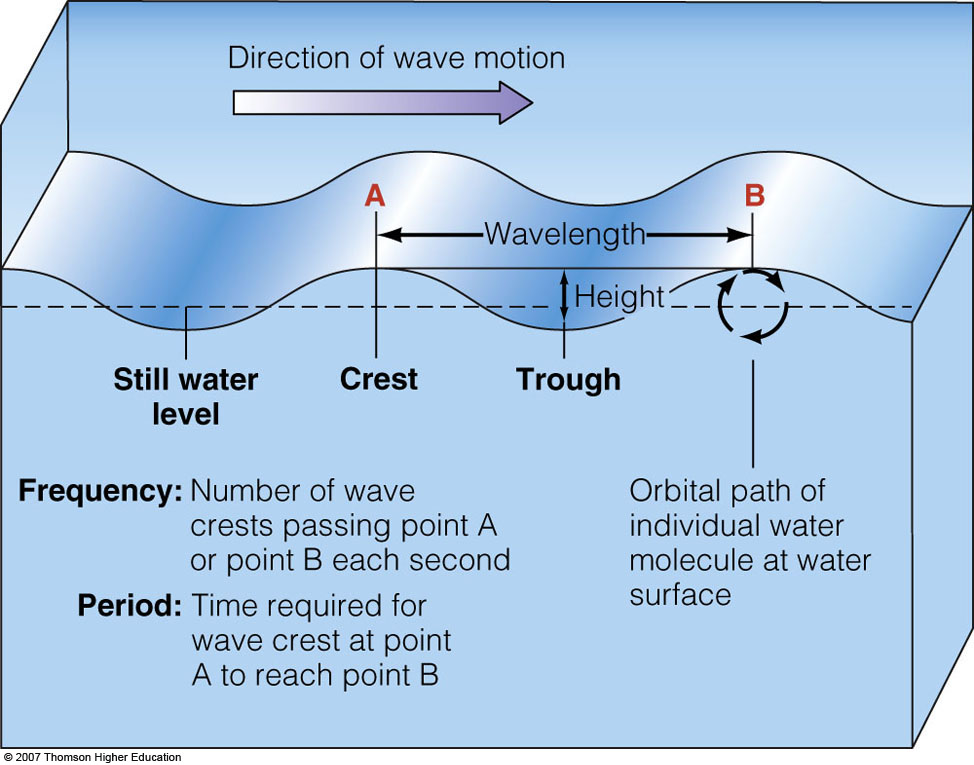 Direction of wave motion
A
B
Wavelength
Height
Still water
level
Crest
Trough
Frequency: Number of wave
crests passing point A
or point B each second
Period: Time required for
wave crest at point
A to reach point B
Orbital path of
individual water
molecule at water
surface
© 2007 Thomson Higher Education